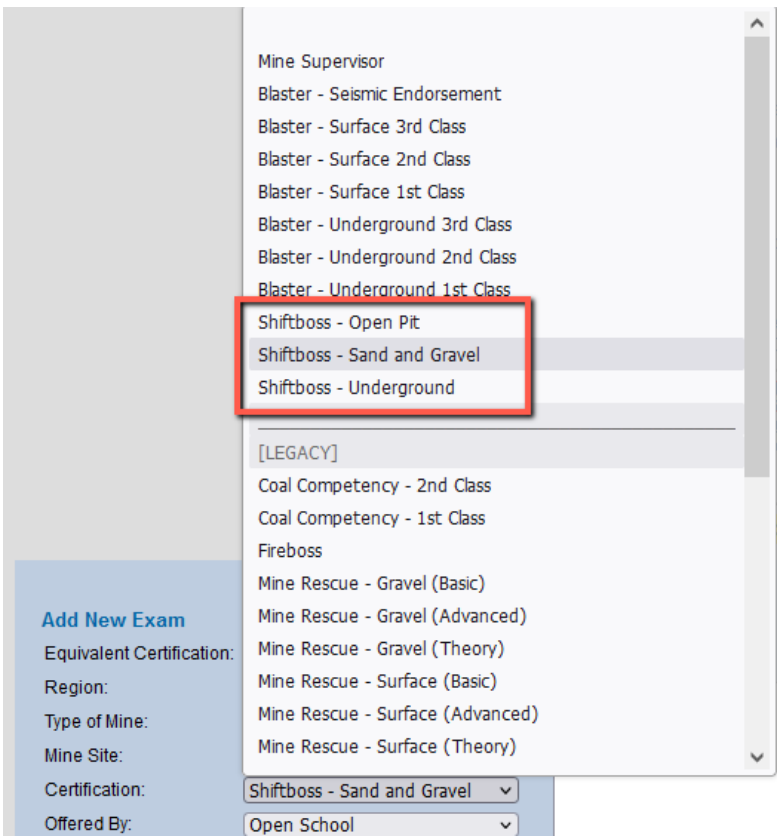 Mine Supervisor
Blaster - Seismic Endorsement
Blaster - Surface 3rd Class
Blaster - Surface 2nd Class
Blaster - Surface 1st Class
Blaster - Underground 3rd Class
Blaster - Underground 2nd Class
Blaster - Underground 1st Class
Shiftboss - Open Pit
Shiftboss - Sand and Gravel
Shiftboss - Underground
[LEGACY]
Coal Competency - 2nd Class
Coal Competency - 1st Class
Fireboss
Mine Rescue - Gravel (Basic)
Mine Rescue - Gravel (Advanced)
Mine Rescue - Gravel (Theory)
Mine Rescue - Surface (Basic)
Mine Rescue - Surface (Advanced)
Mine Rescue - Surface (Theory)
Add New Exam
Equivalent Certification:
Region:
Type of Mine:
Mine Site:
Certification: Shiftboss - Sand and Gravel
Offered By: Open School